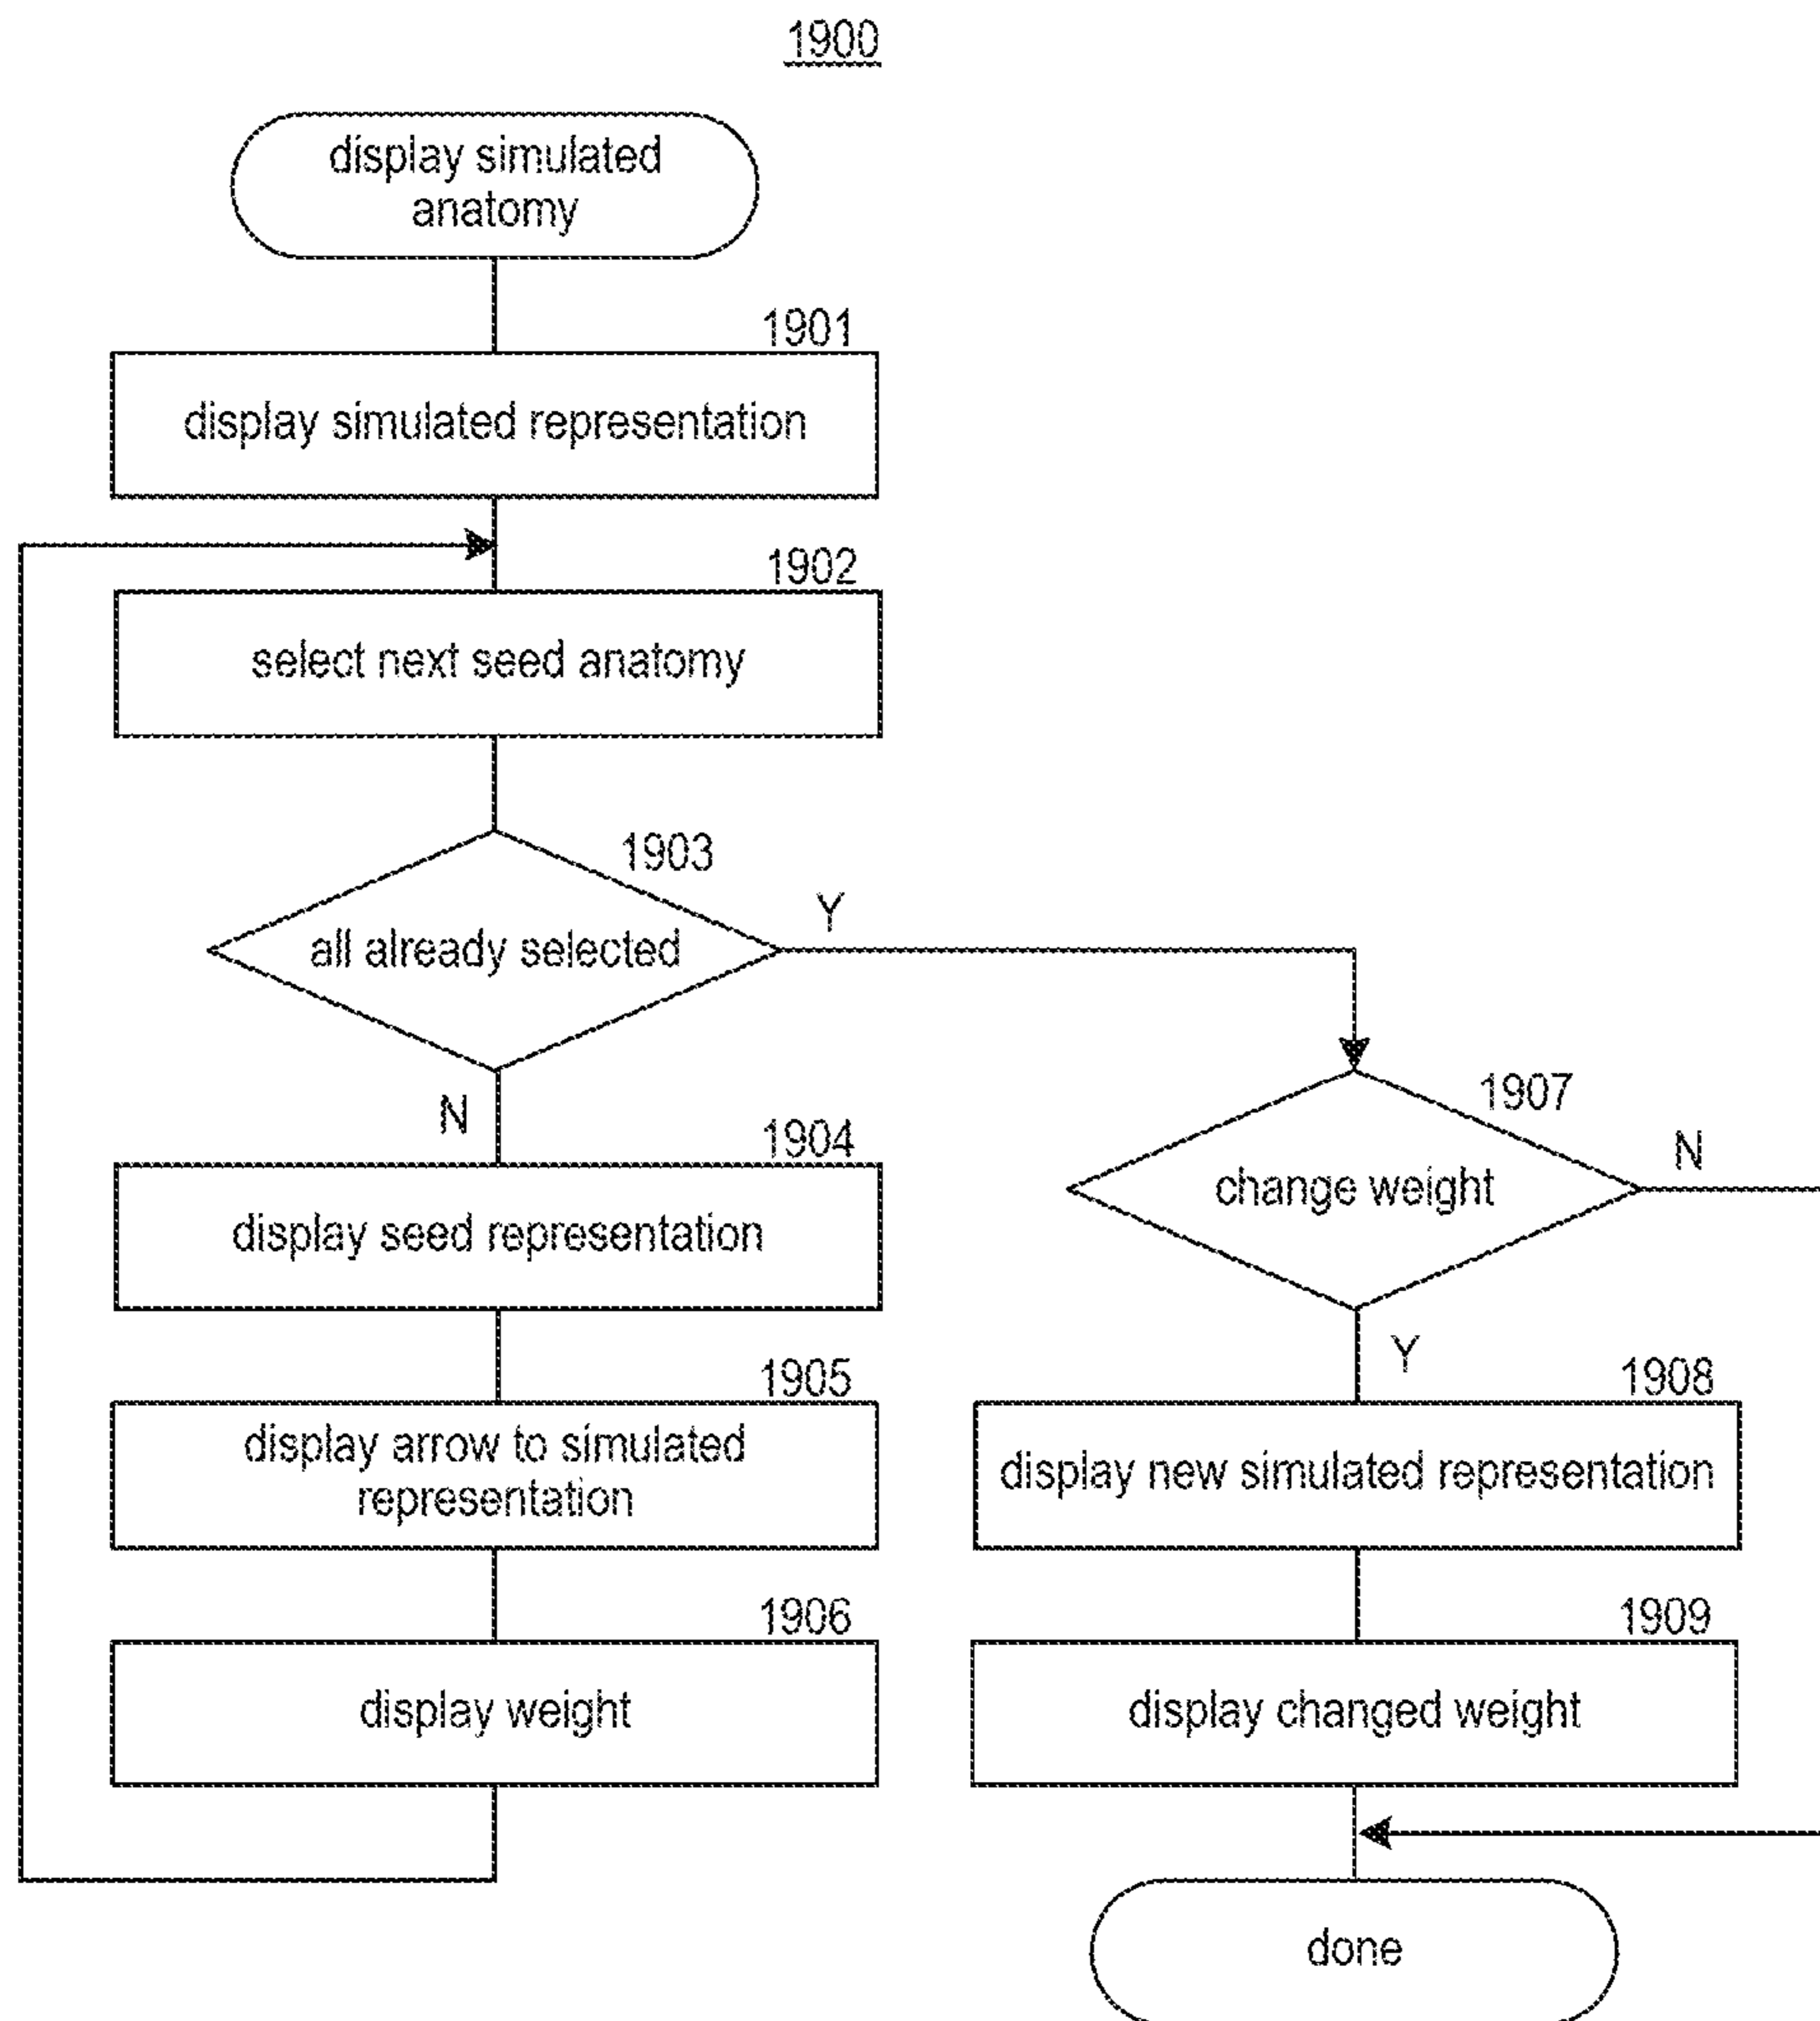 1900
display simulated
anatomy
1901
display simulated representation
1902
select next seed anatomy
1903
all already selected
Y
N
1904
display seed representation
1905
display arrow to simulated
representation
1906
display weight
1907
change weight
N
Y
1908
display new simulated representation
1909
display changed weight
done